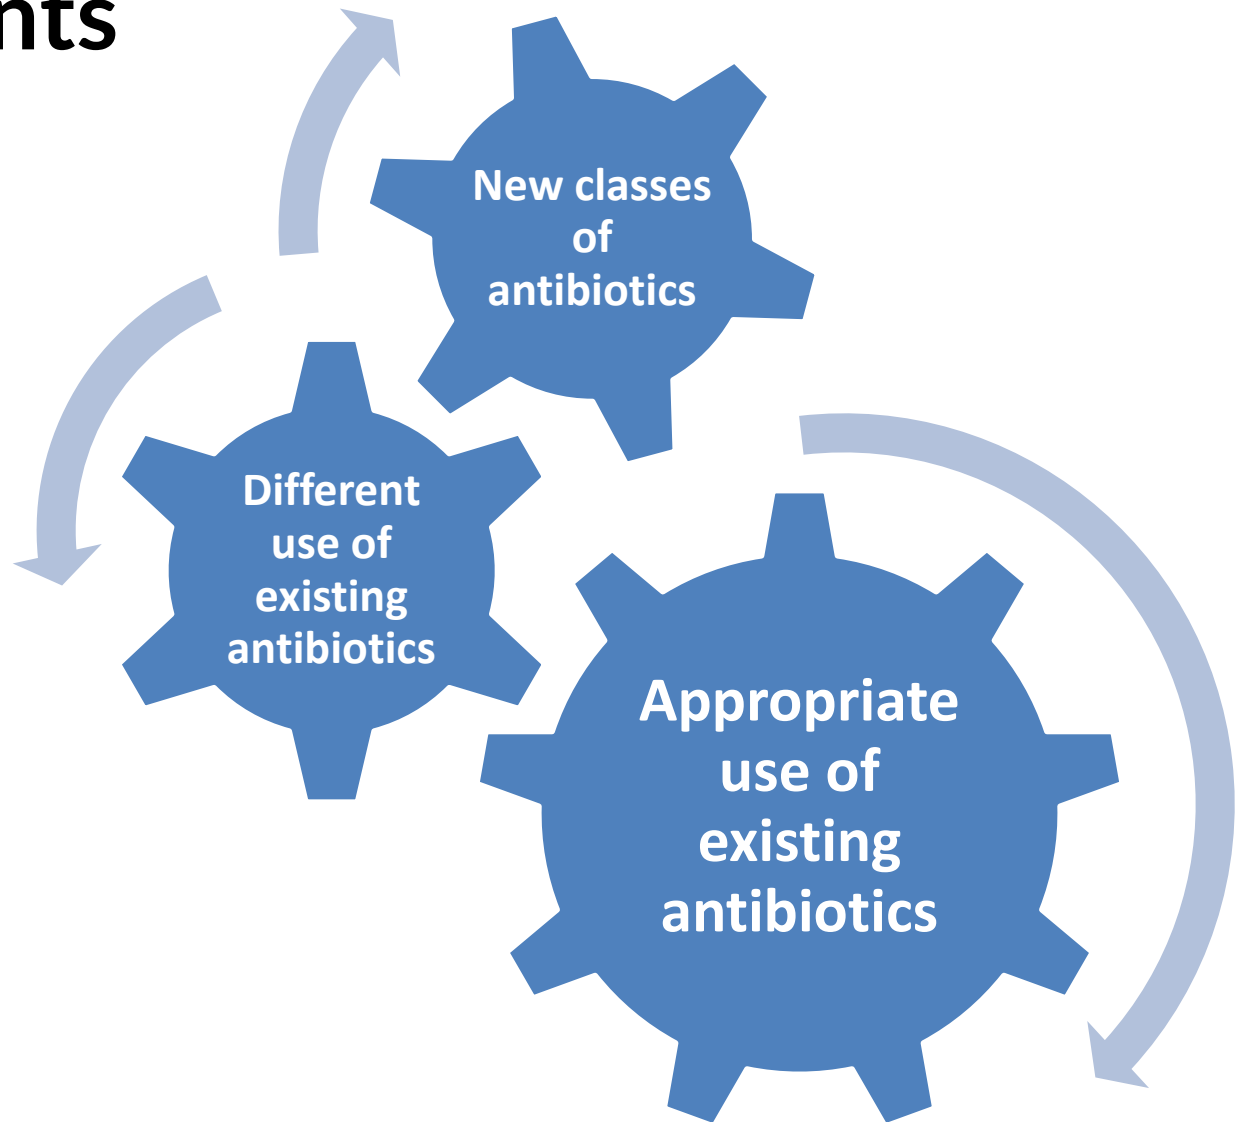 nts
New classes
of
antibiotics
Different
use of
existing
antibiotics
Appropriate
use of
existing
antibiotics